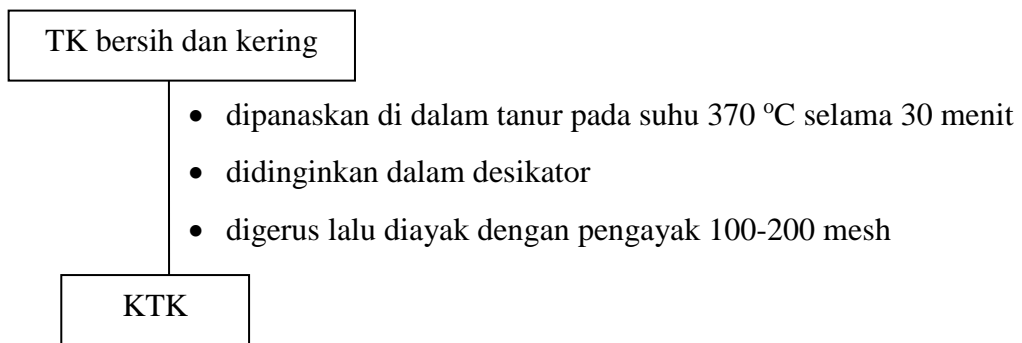 TK bersih dan kering
• dipanaskan di dalam tanur pada suhu 370 ºC selama 30 menit
• didinginkan dalam desikator
• digerus lalu diayak dengan pengayak 100-200 mesh
KTK